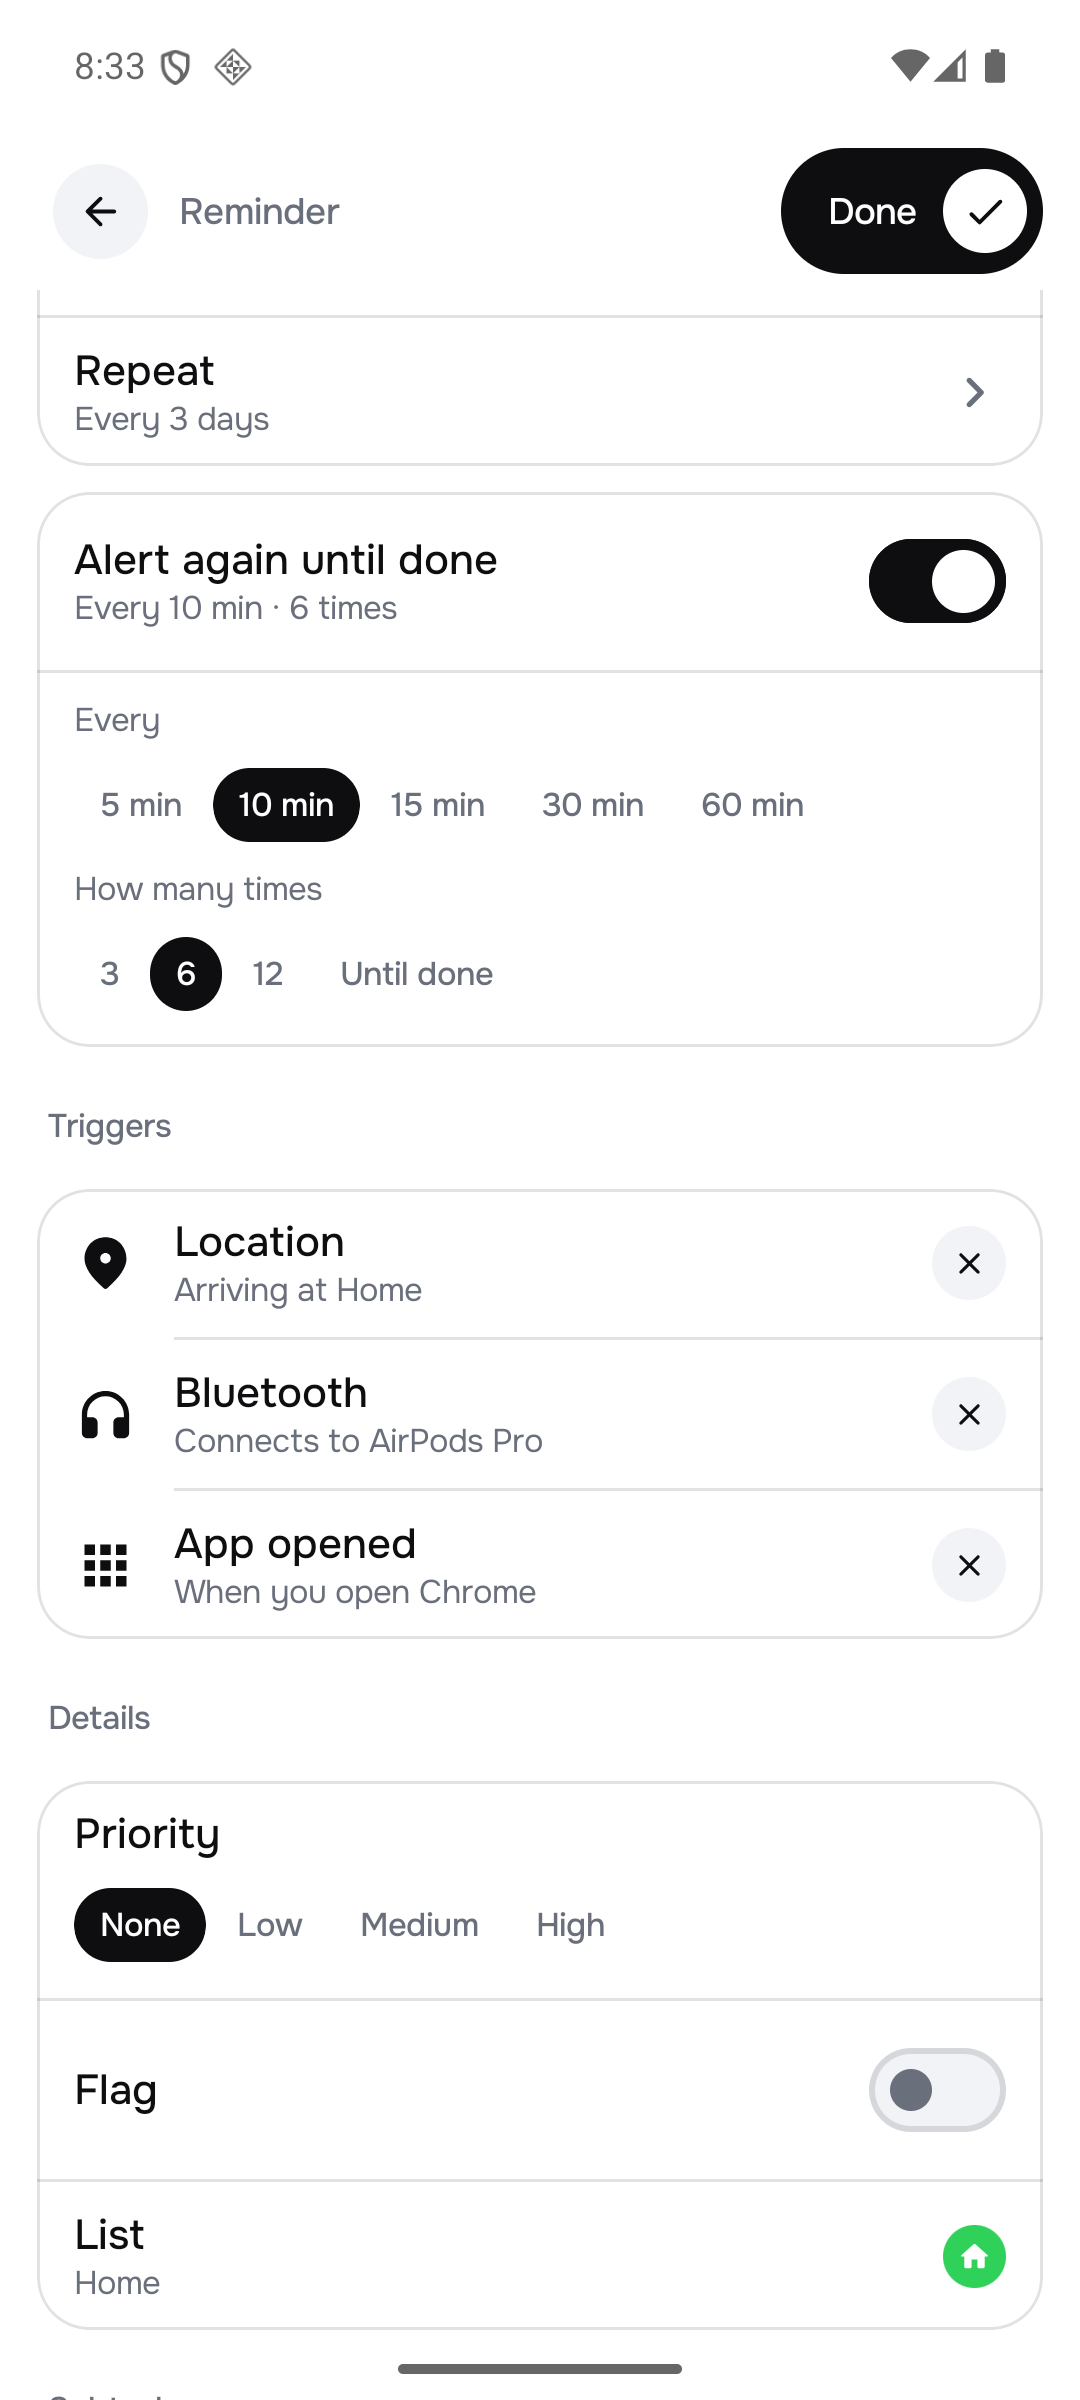 8:33
Reminder
Done
Repeat
Every 3 days
Alert again until done
Every 10 min · 6 times
Every
5 min 10 min 15 min 30 min 60 min
How many times
3 6 12 Until done
Triggers
Location
Arriving at Home
Bluetooth
Connects to AirPods Pro
App opened
When you open Chrome
Details
Priority
None Low Medium High
Flag
List
Home